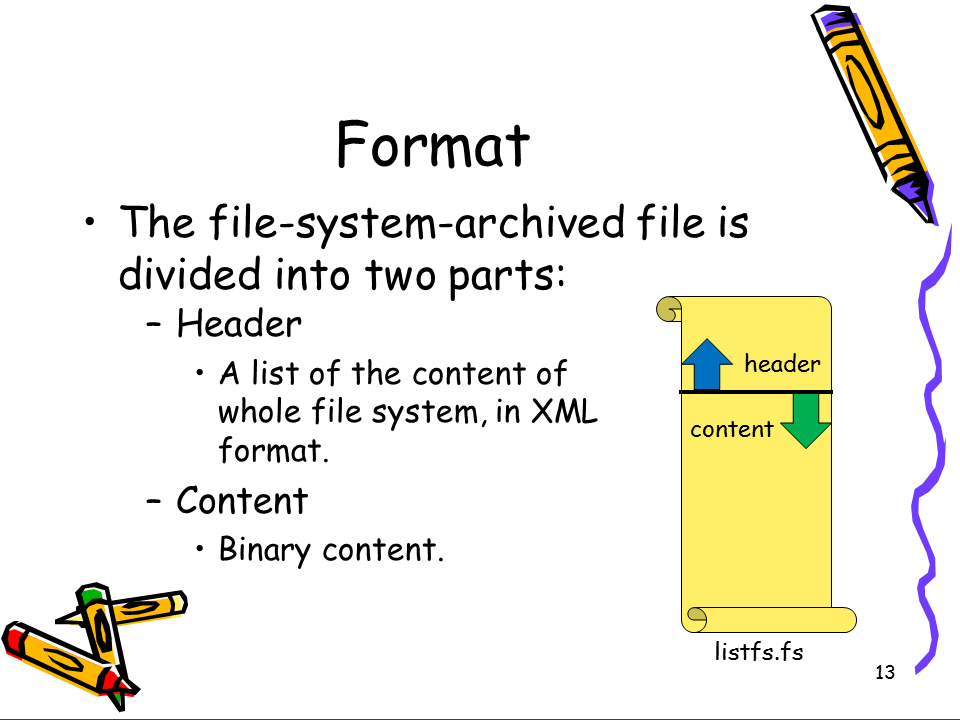 Format
• The file-system-archived file is
divided into two parts:
– Header
• A list of the content of
whole file system, in XML
format.
– Content
• Binary content.
header
content
listfs.fs
13